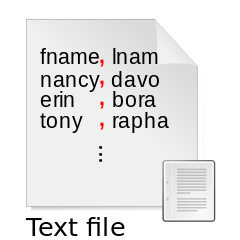 fname, lnam
nancy, davo
erin , bora
tony , rapha
⋮
Text file